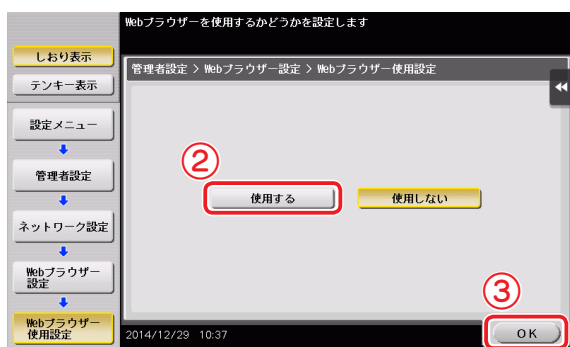 Webブラウザーを使用するかどうかを設定します
しおり表示
テンキー表示
設定メニュー
管理者設定
ネットワーク設定
Webブラウザー
設定
Webブラウザー
使用設定
管理者設定 > Webブラウザー設定 > Webブラウザー使用設定
②
使用する
使用しない
③
2014/12/29 10:37
OK